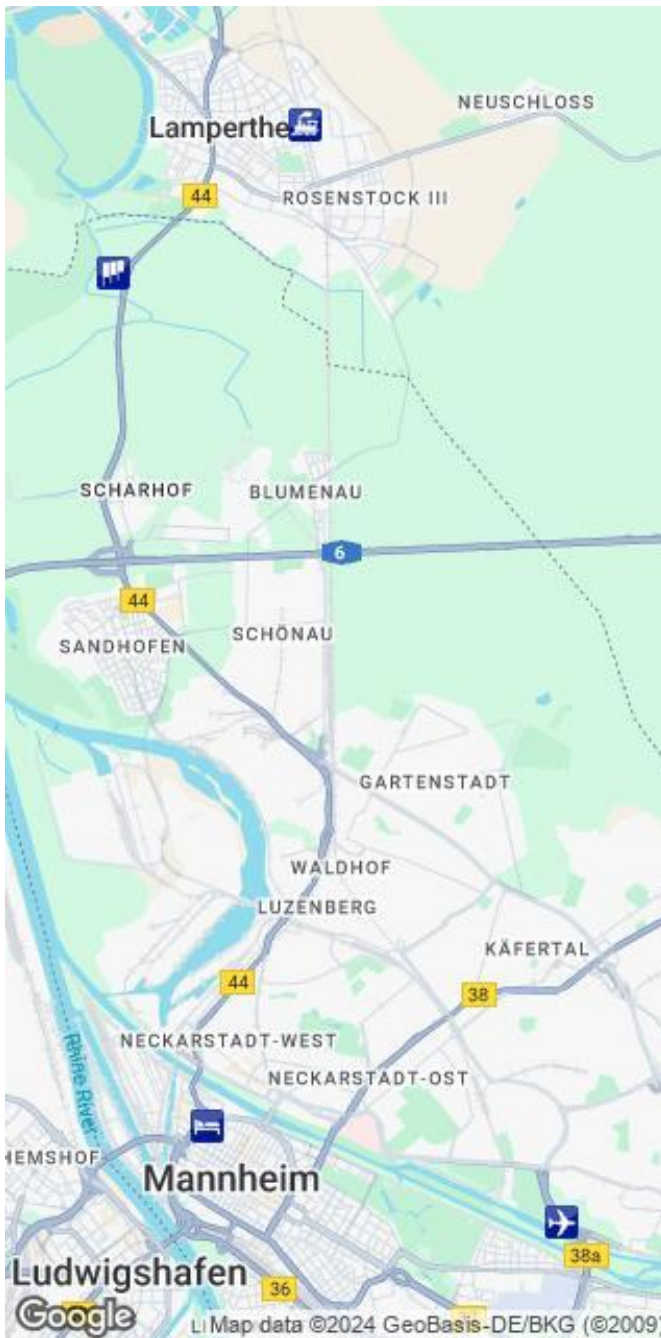 NEUSCHLOSS
Lamperthe
44
ROSENSTOCK III
SCHARHOF
BLUMENAU
6
44
SCHÖNAU
SANDHOFEN
GARTENSTADT
WALDHOF
LUZENBERG
KÄFERTAL
44
38
NECKARSTADT-WEST
Rhine River
NECKARSTADT-OST
HEMSHOF
Mannheim
38a
Ludwigshafen
36
Google
LI Map data ©2024 GeoBasis-DE/BKG (©2009